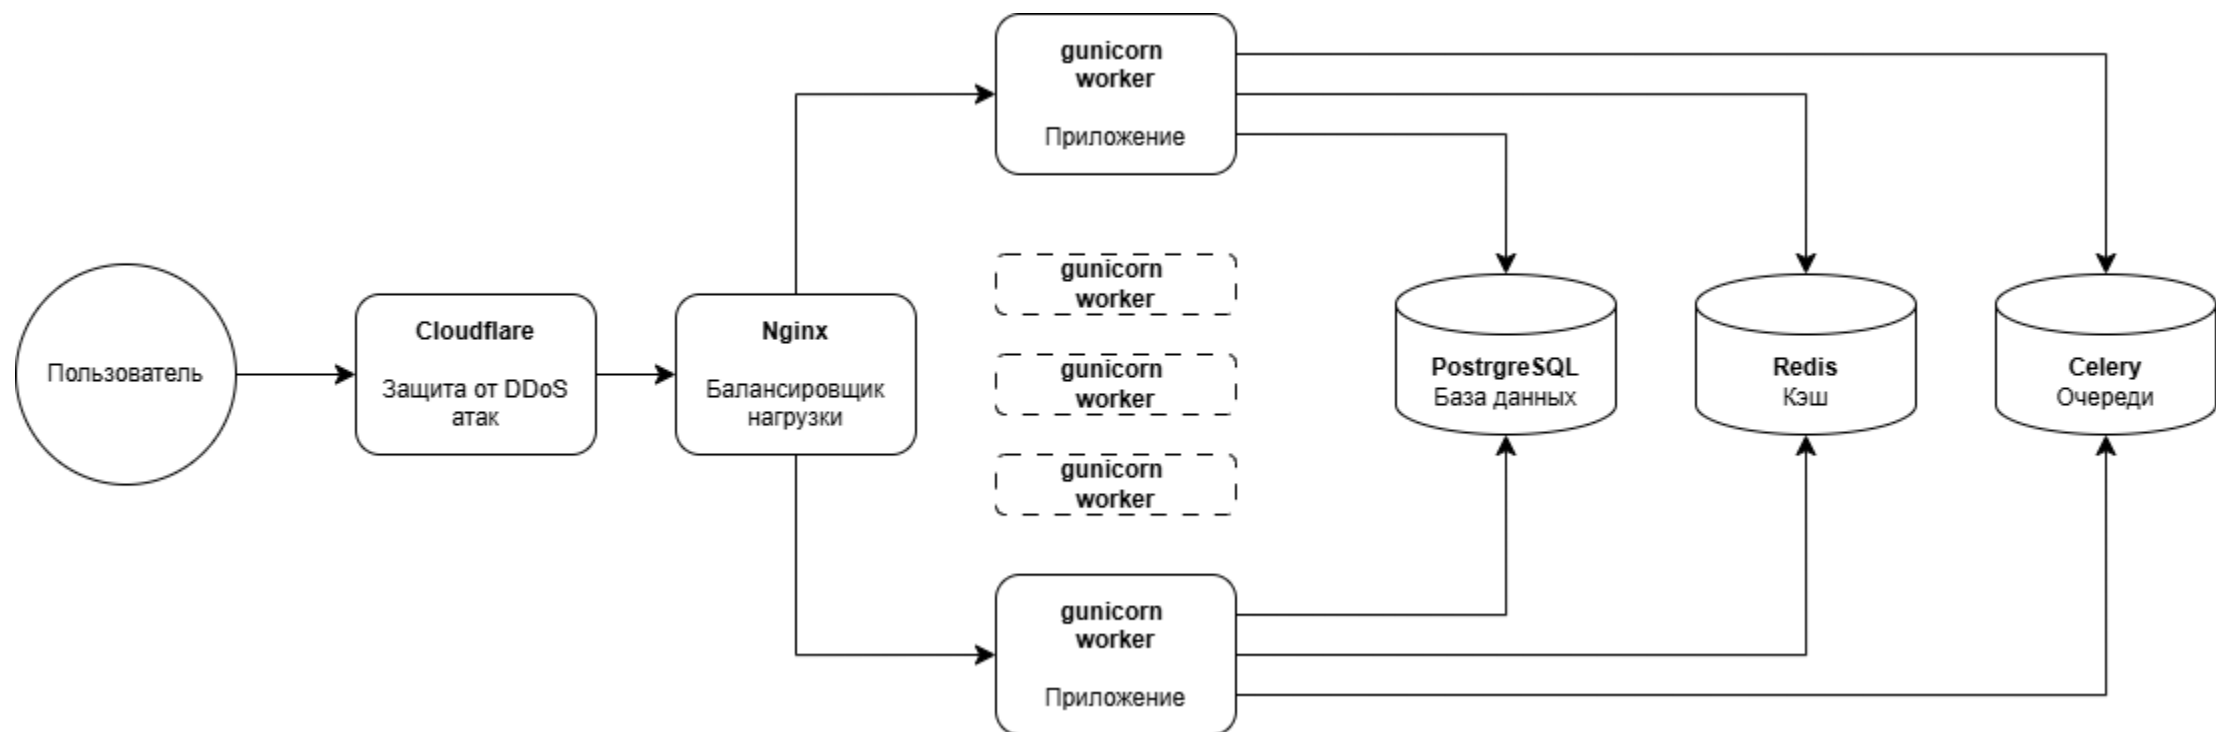 Пользователь
Cloudflare
Защита от DDoS
атак
Nginx
Балансировщик
нагрузки
gunicorn
worker
Приложение
gunicorn
worker
gunicorn
worker
gunicorn
worker
gunicorn
worker
Приложение
PostrgreSQL
База данных
Redis
Кэш
Celery
Очереди